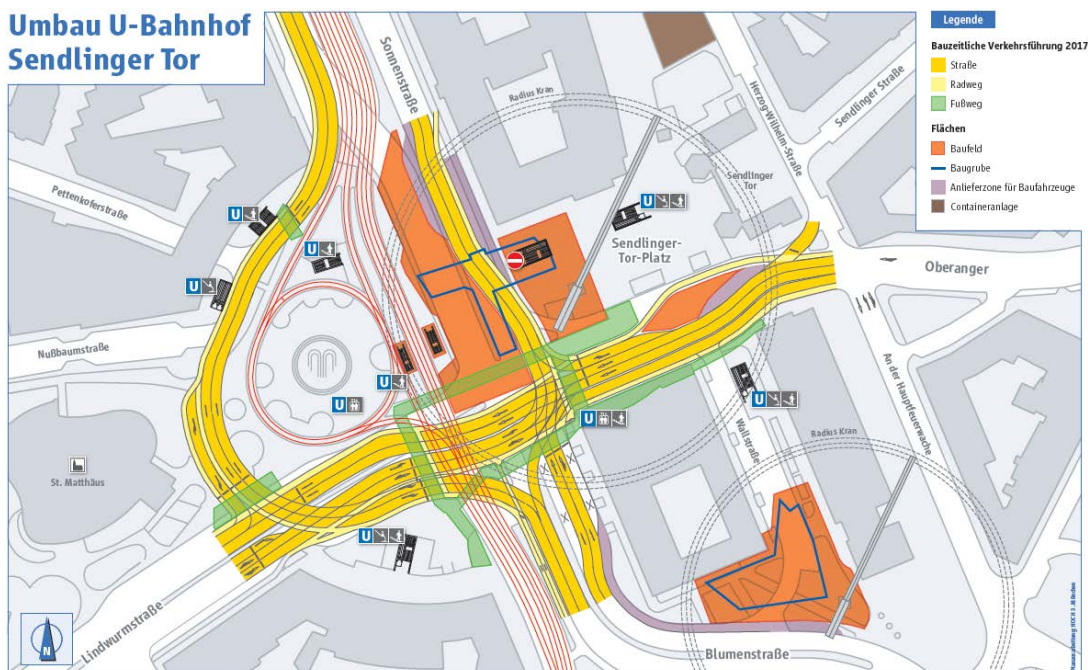 Umbau U-Bahnhof
Sendlinger Tor
Legende
Bauzeitliche Verkehrsführung 2017
Straße
Radweg
Fußweg
Flächen
Baufeld
Baugrube
Anlieferzone für Baufahrzeuge
Containeranlage
Sonnenstraße
Radius Kran
Herzog-Wilhelm-Straße
Sendlinger Straße
Pettenkoferstraße
Sendlinger
Tor
U
U
U
U
Sendlinger-
Tor-Platz
Oberanger
Nußbaumstraße
U
U
U
U
An der Hauptfeuerwache
Wallstraße
Radius Kran
St. Matthäus
U
Lindwurmstraße
Blumenstraße
N